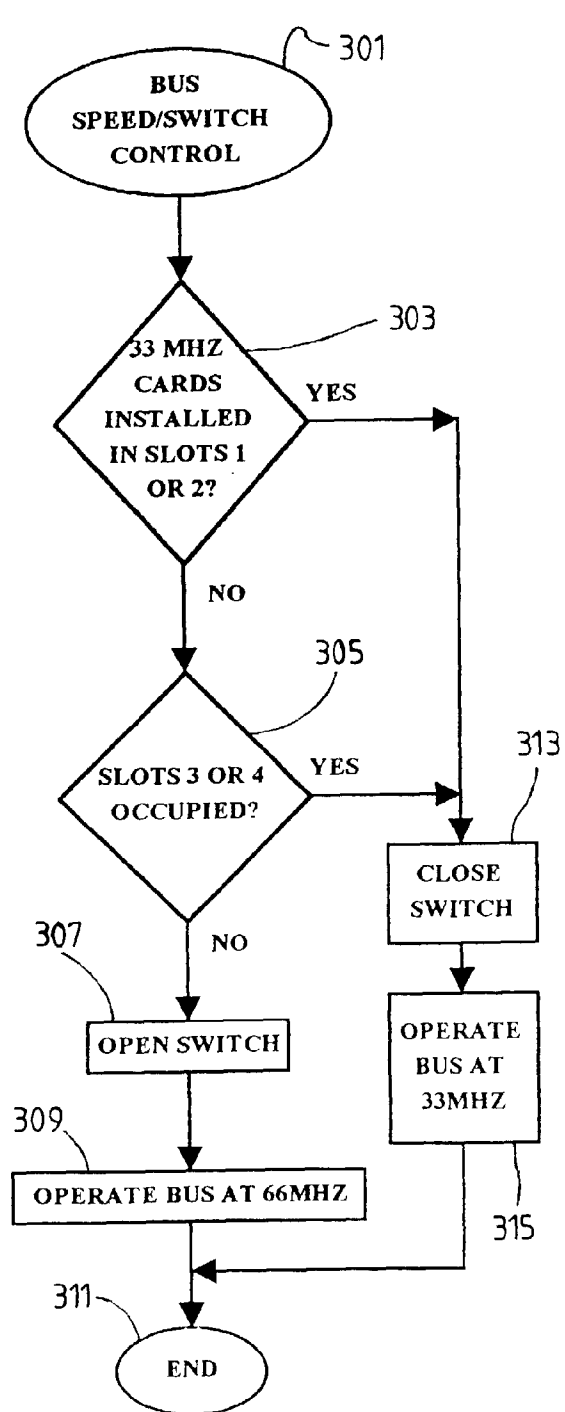 301
BUS
SPEED/SWITCH
CONTROL
303
33 MHZ
CARDS
INSTALLED
IN SLOTS 1
OR 2?
YES
NO
305
SLOTS 3 OR 4
OCCUPIED?
YES
313
CLOSE
SWITCH
NO
307
OPEN SWITCH
OPERATE
BUS AT
33MHZ
315
309
OPERATE BUS AT 66MHZ
311
END